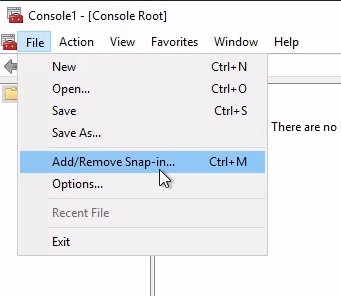 Console1 - [Console Root]
File Action View Favorites Window Help
New Ctrl+N
Open... Ctrl+O
Save Ctrl+S
Save As...
There are no
Add/Remove Snap-in... Ctrl+M
Options...
Recent File
Exit